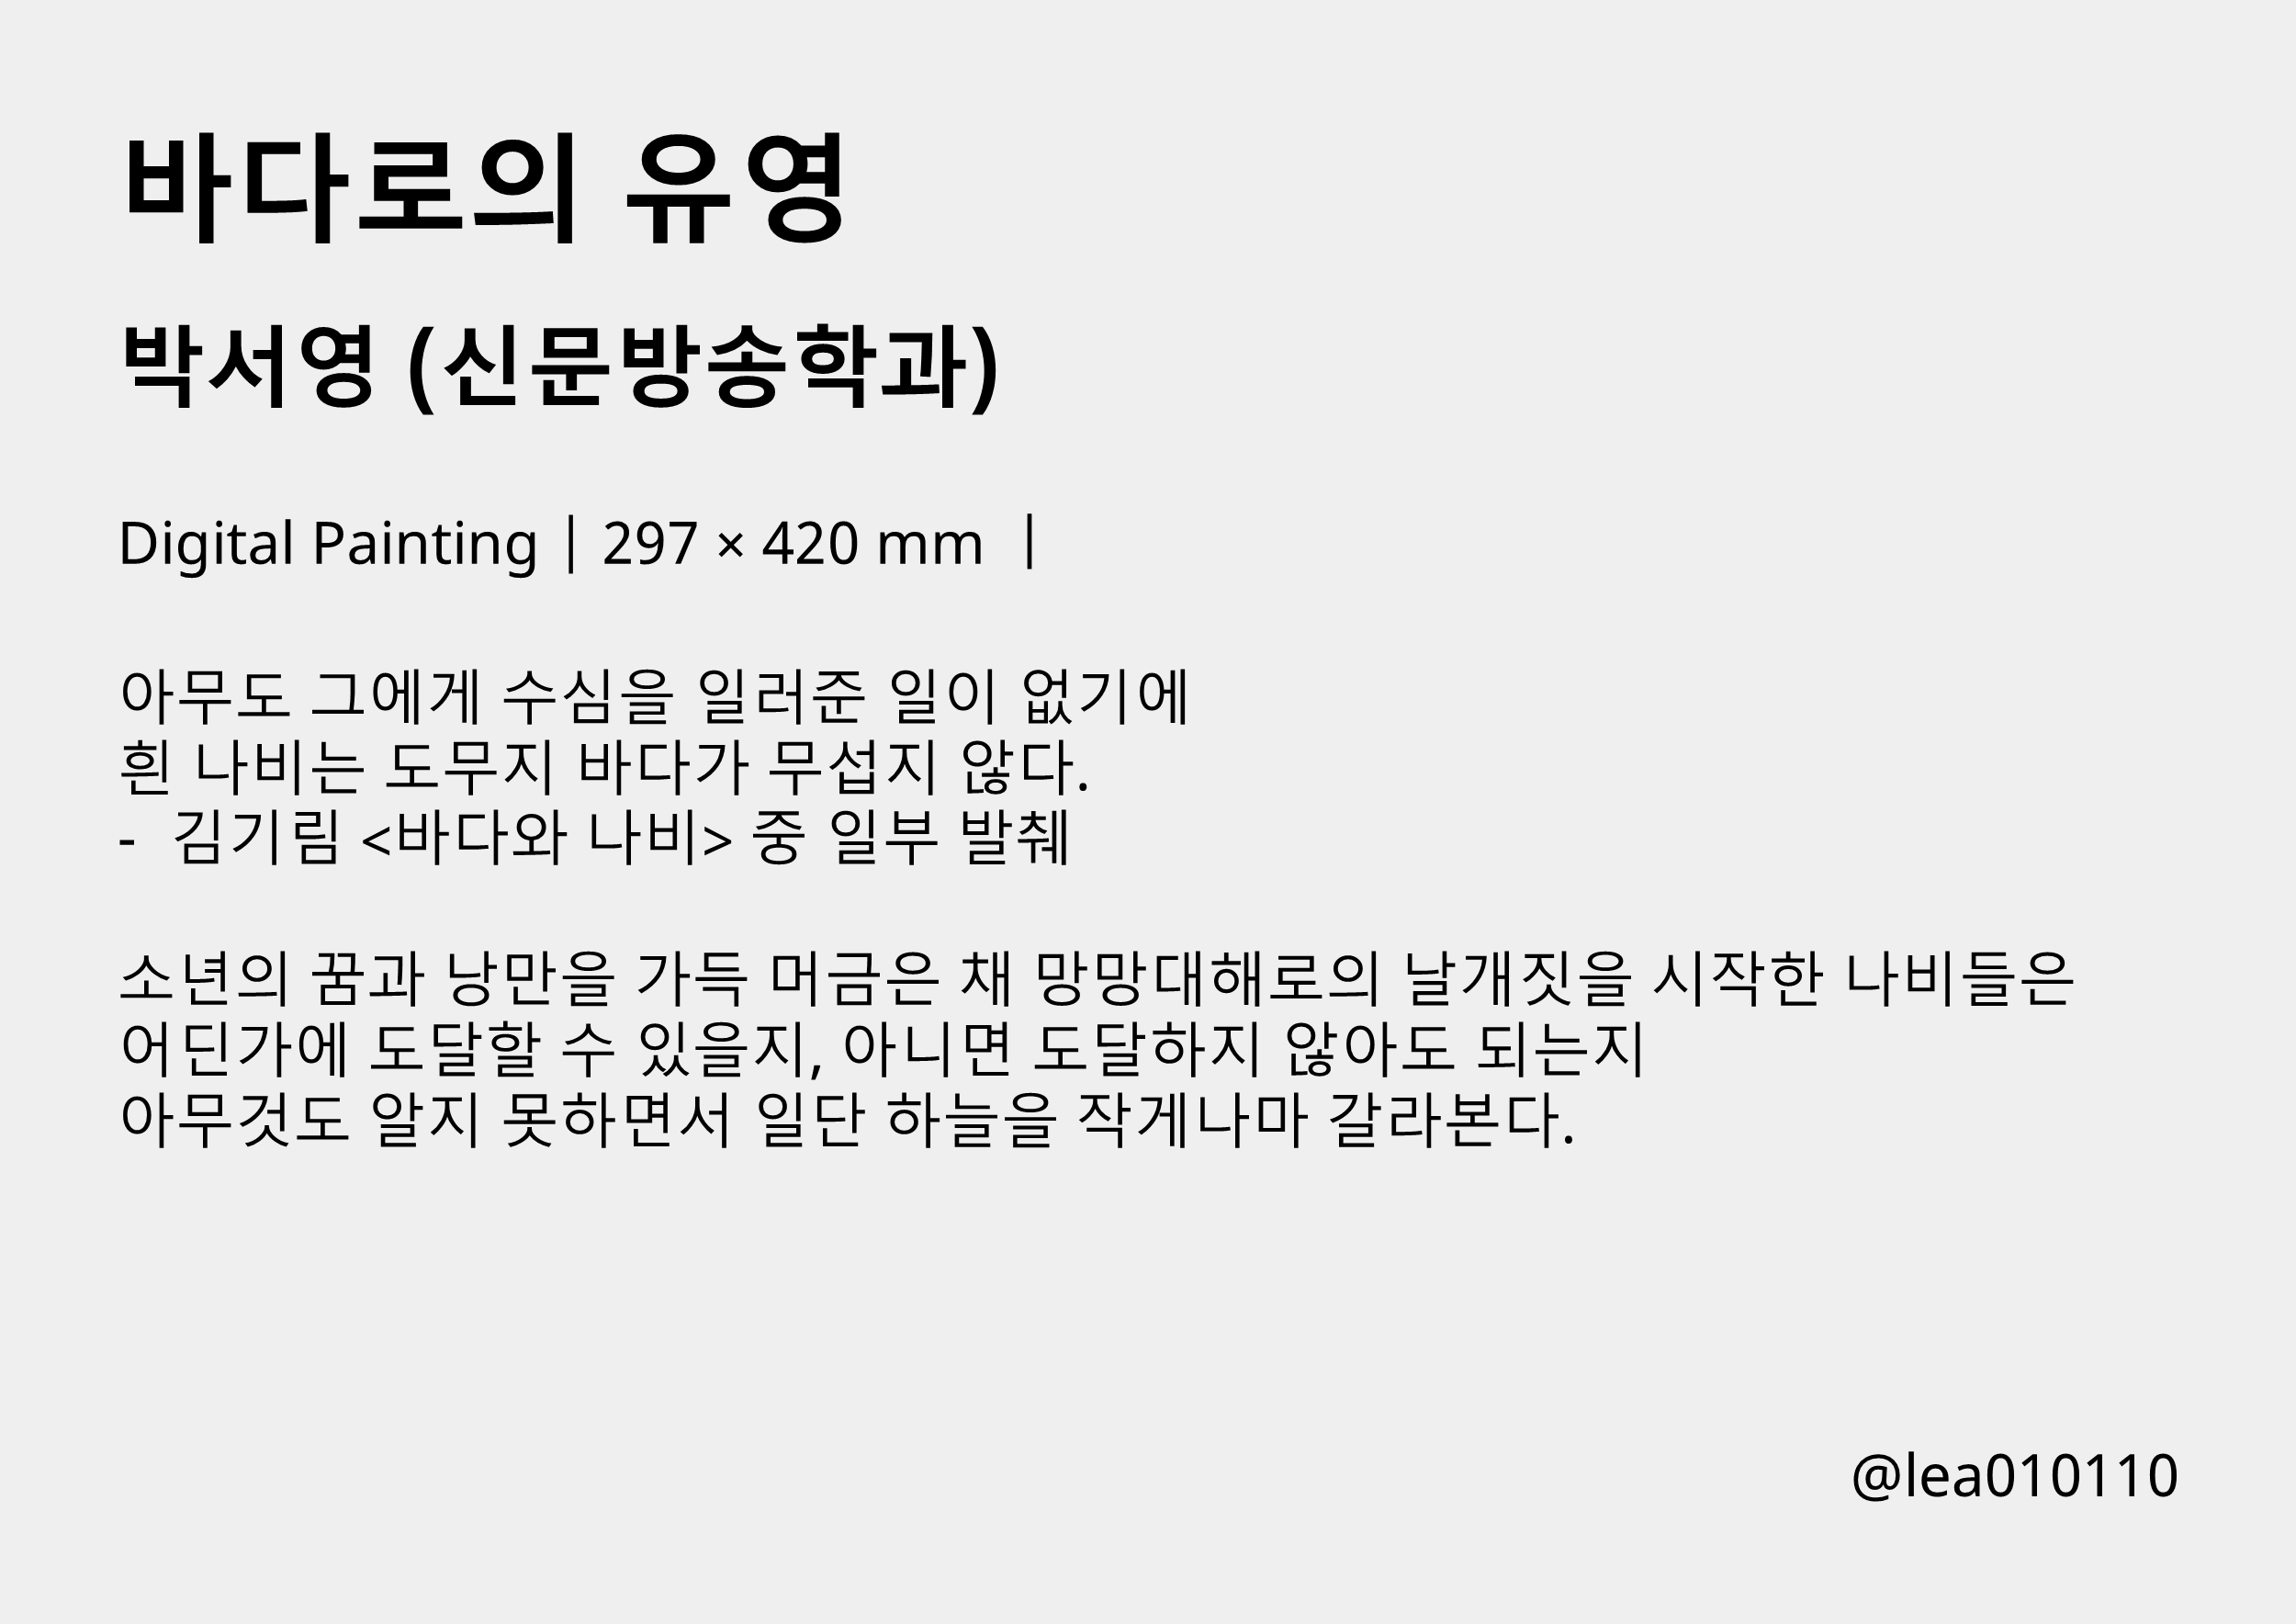 바다로의 유영
박서영 (신문방송학과)
Digital Painting | 297 × 420 mm |
아무도 그에게 수심을 일러준 일이 없기에
흰 나비는 도무지 바다가 무섭지 않다.
- 김기림 <바다와 나비> 중 일부 발췌
소년의 꿈과 낭만을 가득 머금은 채 망망대해로의 날갯짓을 시작한 나비들은
어딘가에 도달할 수 있을지, 아니면 도달하지 않아도 되는지
아무것도 알지 못하면서 일단 하늘을 작게나마 갈라본다.
@lea010110